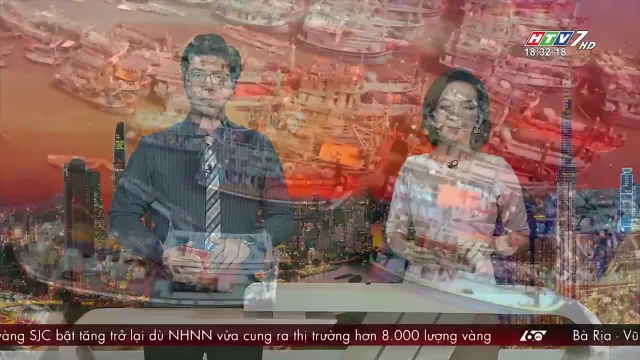 HTV7 HD
18:32:18
vàng SJC bật tăng trở lại dù NHNN vừa cung ra thị trường hơn 8.000 lượng vàng 60 Bà Rịa - Vũ